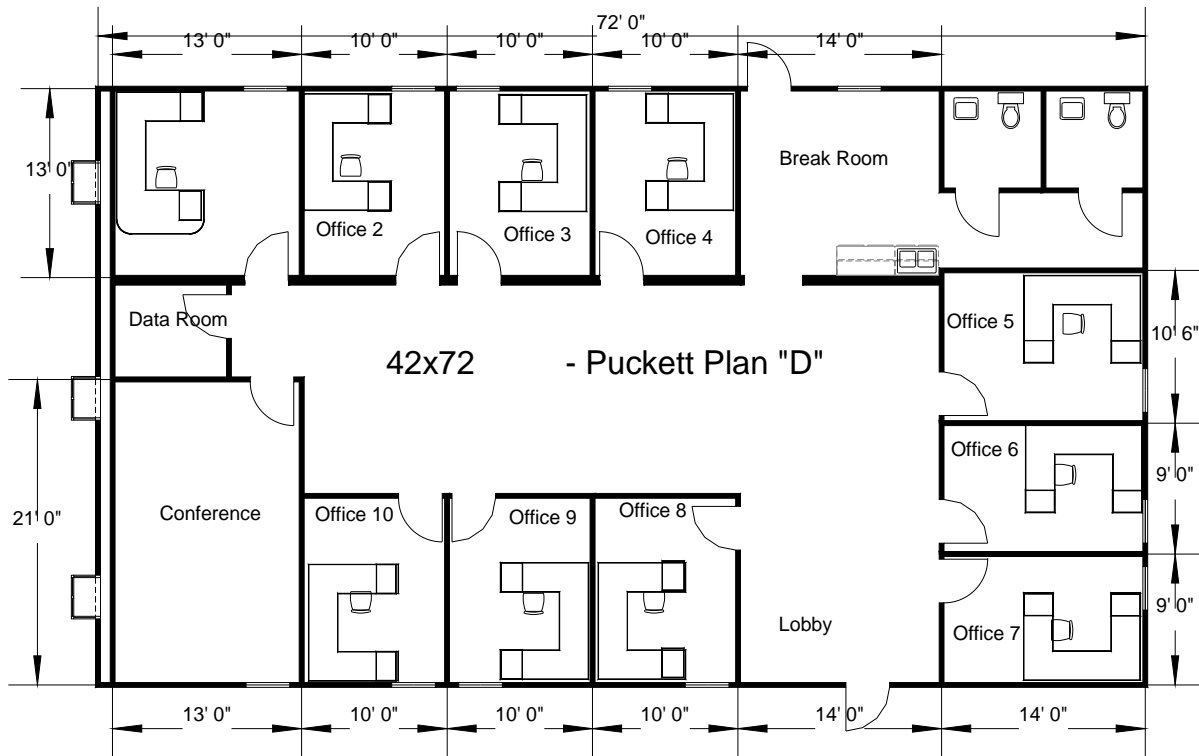 72' 0"
13' 0"
10' 0"
10' 0"
10' 0"
14' 0"
13' 0"
Break Room
Office 2
Office 3
Office 4
Data Room
Office 5
10' 6"
42x72 - Puckett Plan "D"
Office 6
9' 0"
21' 0"
Conference
Office 10
Office 9
Office 8
Lobby
Office 7
9' 0"
13' 0"
10' 0"
10' 0"
10' 0"
14' 0"
14' 0"